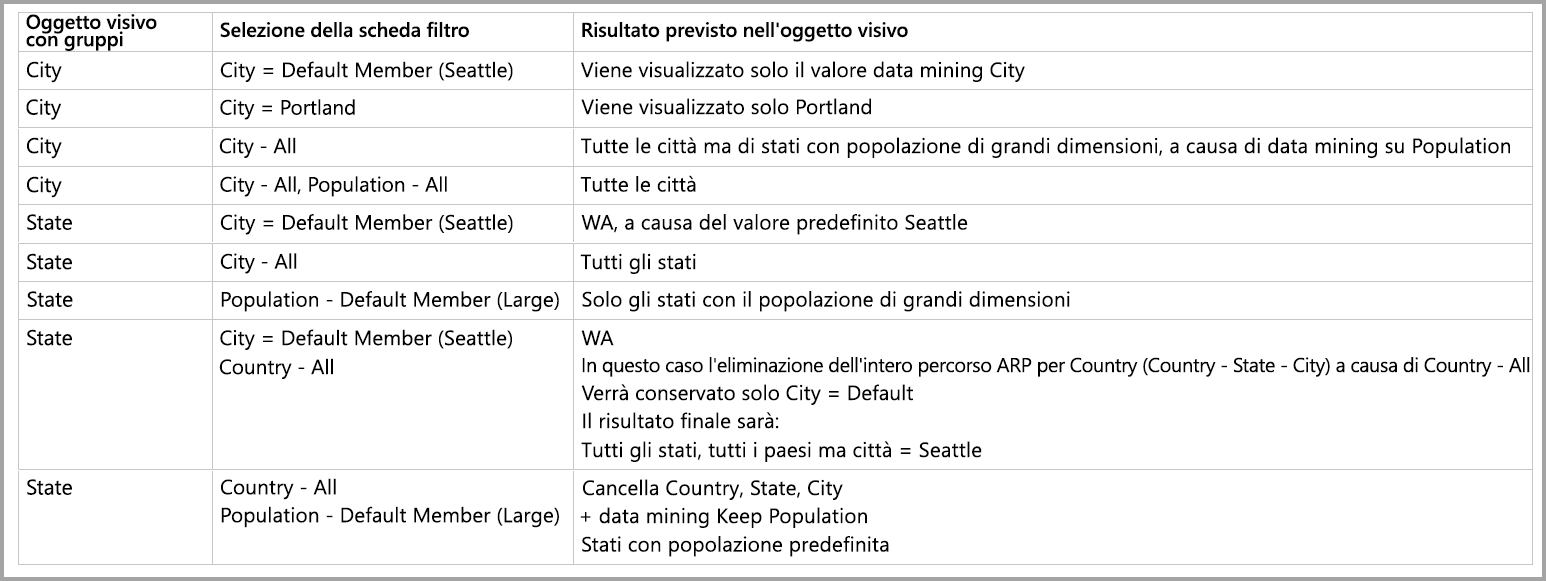 Oggetto visivo con gruppi Selezione della scheda filtro Risultato previsto nell'oggetto visivo
City City = Default Member (Seattle) Viene visualizzato solo il valore data mining City
City City = Portland Viene visualizzato solo Portland
City City - All Tutte le città ma di stati con popolazione di grandi dimensioni, a causa di data mining su Population
City City - All, Population - All Tutte le città
State City = Default Member (Seattle) WA, a causa del valore predefinito Seattle
State City - All Tutti gli stati
State Population - Default Member (Large) Solo gli stati con il popolazione di grandi dimensioni
State City = Default Member (Seattle) WA
Country - All In questo caso l'eliminazione dell'intero percorso ARP per Country (Country - State - City) a causa di Country - All
Verrà conservato solo City = Default
Il risultato finale sarà:
Tutti gli stati, tutti i paesi ma città = Seattle
State Country - All Cancella Country, State, City
Population - Default Member (Large) + data mining Keep Population
Stati con popolazione predefinita